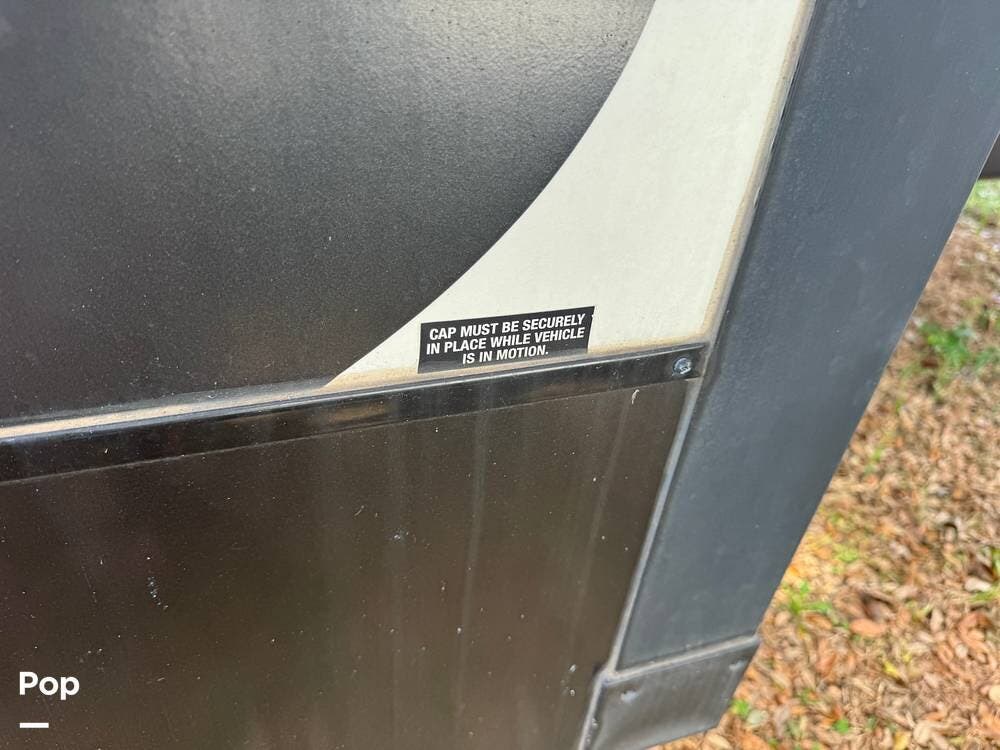 CAP MUST BE SECURELY
IN PLACE WHILE VEHICLE
IS IN MOTION.
Pop